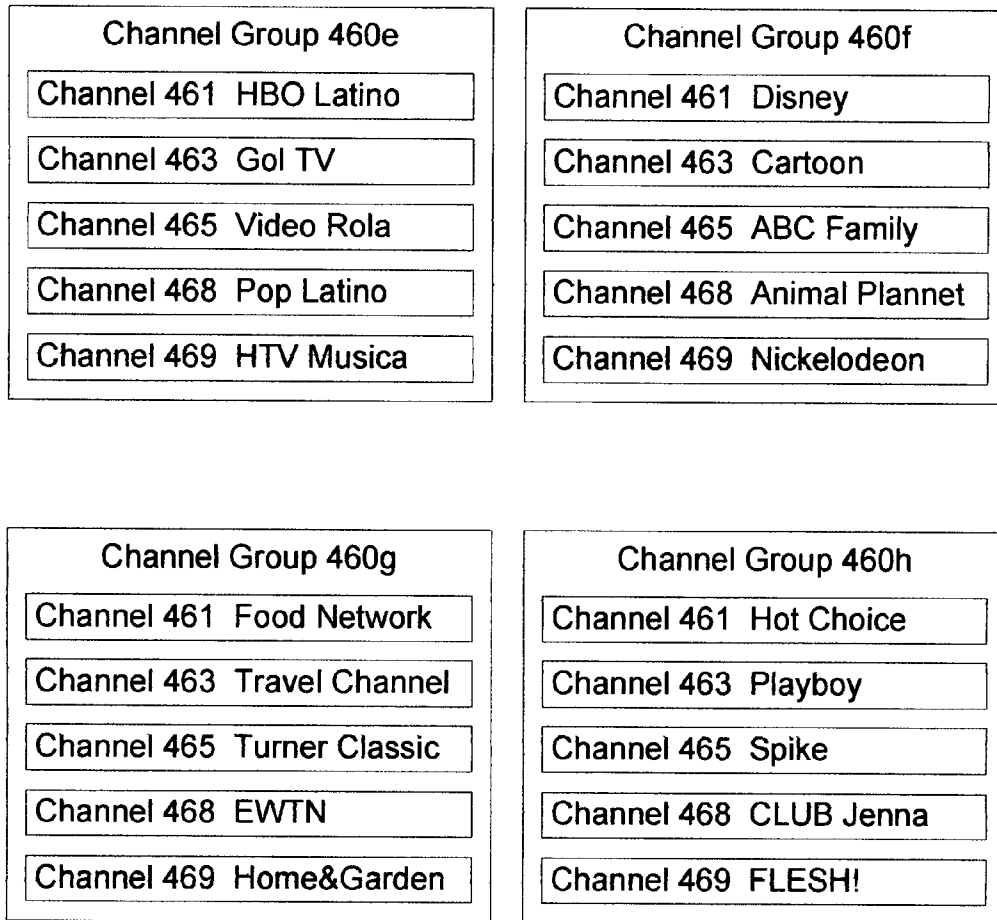 Channel Group 460e
Channel 461 HBO Latino
Channel 463 Gol TV
Channel 465 Video Rola
Channel 468 Pop Latino
Channel 469 HTV Musica
Channel Group 460f
Channel 461 Disney
Channel 463 Cartoon
Channel 465 ABC Family
Channel 468 Animal Plannet
Channel 469 Nickelodeon
Channel Group 460g
Channel 461 Food Network
Channel 463 Travel Channel
Channel 465 Turner Classic
Channel 468 EWTN
Channel 469 Home&Garden
Channel Group 460h
Channel 461 Hot Choice
Channel 463 Playboy
Channel 465 Spike
Channel 468 CLUB Jenna
Channel 469 FLESH!